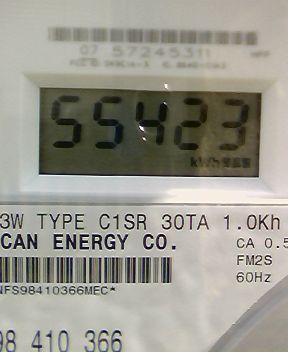 07 57245311
55423
kWh
3W TYPE C1SR 30TA 1.0Kh
CAN ENERGY CO.
CA 0.5
FM2S
60Hz
NFS98410366MEC*
98 410 366